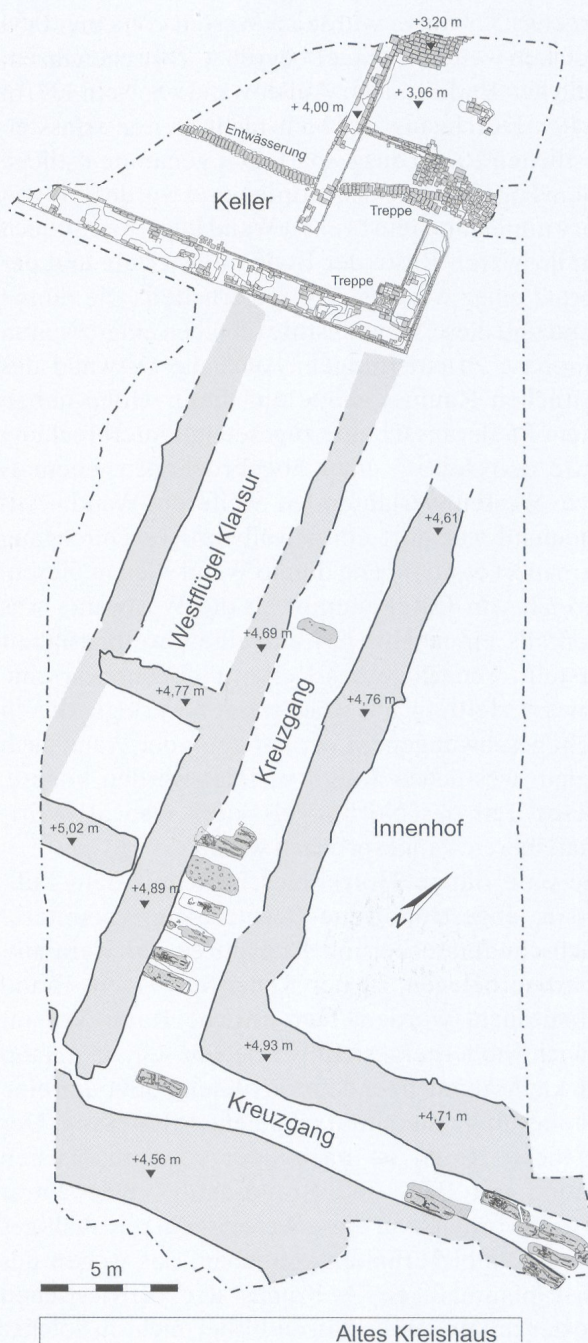 +3,20 m
+3,06 m
+ 4,00 m
Entwässerung
Keller
Treppe
Treppe
+4,61
Westflügel Klausur
+4,69 m
+4,77 m
Kreuzgang
+4,76 m
Innenhof
+5,02 m
+4,89 m
N
+4,93 m
Kreuzgang
+4,71 m
+4,56 m
5 m
Altes Kreishaus